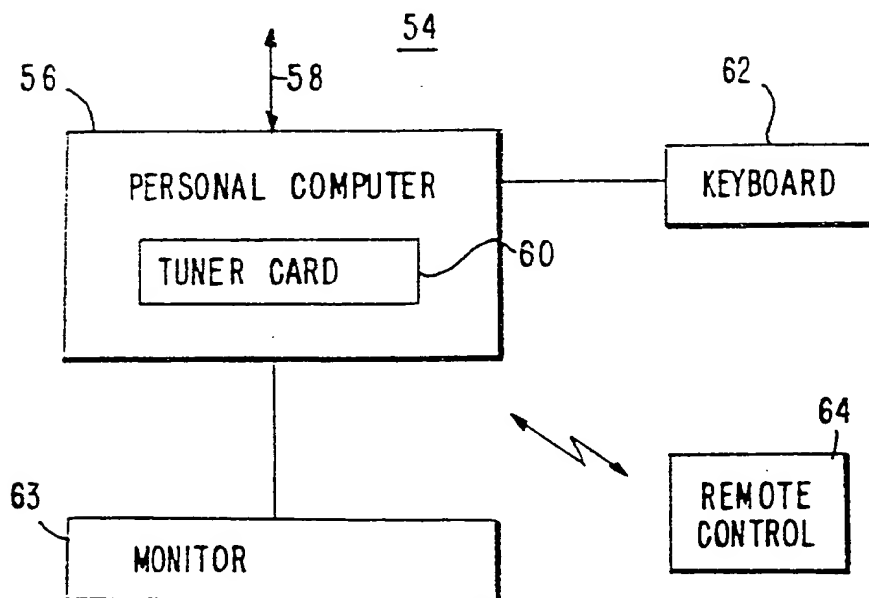 54
56
58
62
PERSONAL COMPUTER
KEYBOARD
TUNER CARD
60
64
63
REMOTE
CONTROL
MONITOR